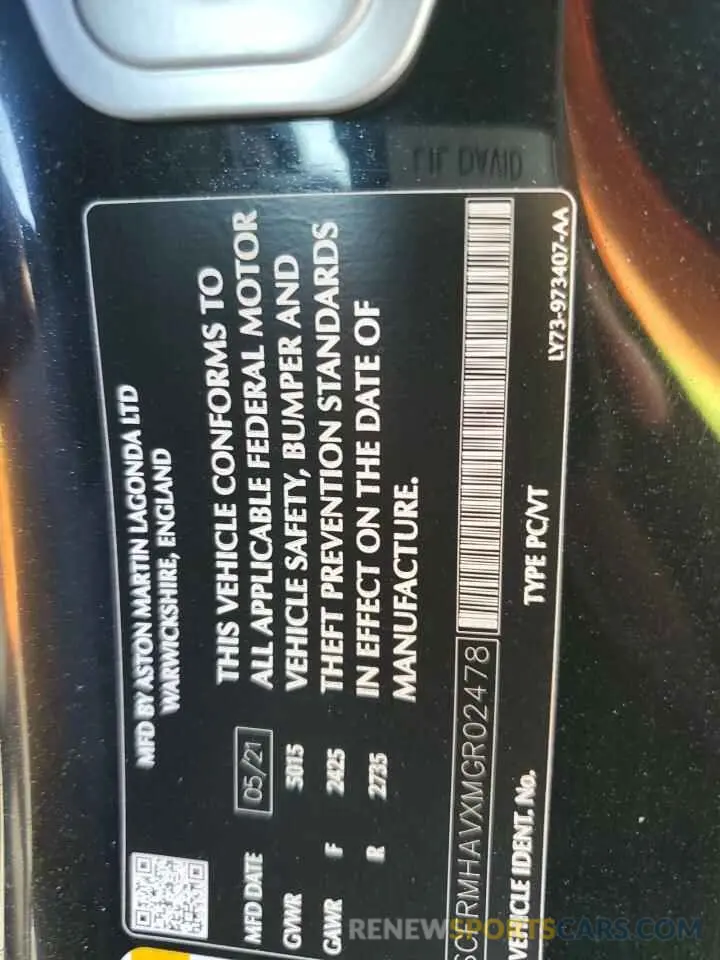 MFD BY ASTON MARTIN LAGONDA LTD
WARWICKSHIRE, ENGLAND
MFD DATE 05/21
GVWR 5015
GAWR F 2425
R 2735
THIS VEHICLE CONFORMS TO
ALL APPLICABLE FEDERAL MOTOR
VEHICLE SAFETY, BUMPER AND
THEFT PREVENTION STANDARDS
IN EFFECT ON THE DATE OF
MANUFACTURE.
SCFRMHAVXMGR02478
VEHICLE IDENT. No. TYPE PC/VT
LY73-973407-AA
RENEWSPORTSCARS.COM